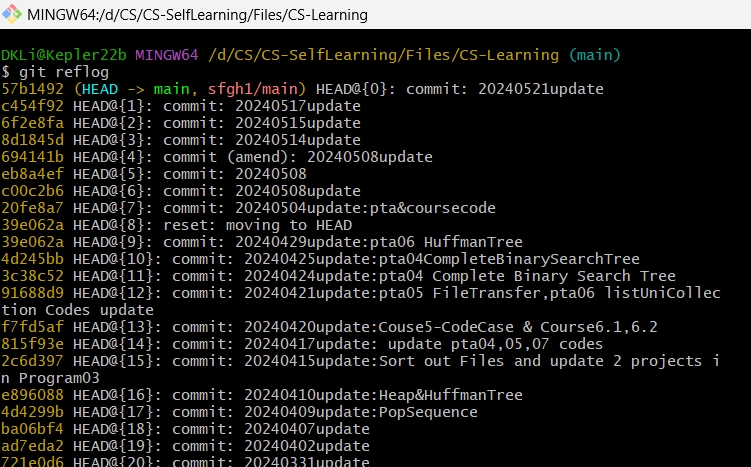 MINGW64:/d/CS/CS-SelfLearning/Files/CS-Learning
DKLi@Kepler22b MINGW64 /d/CS/CS-SelfLearning/Files/CS-Learning (main)
$ git reflog
57b1492 (HEAD -> main, sfgh1/main) HEAD@{0}: commit: 20240521update
c454f92 HEAD@{1}: commit: 20240517update
6f2e8fa HEAD@{2}: commit: 20240515update
8d1845d HEAD@{3}: commit: 20240514update
694141b HEAD@{4}: commit (amend): 20240508update
eb8a4ef HEAD@{5}: commit: 20240508
c00c2b6 HEAD@{6}: commit: 20240508update
20fe8a7 HEAD@{7}: commit: 20240504update:pta&coursecode
39e062a HEAD@{8}: reset: moving to HEAD
39e062a HEAD@{9}: commit: 20240429update:pta06 HuffmanTree
4d245bb HEAD@{10}: commit: 20240425update:pta04CompleteBinarySearchTree
3c38c52 HEAD@{11}: commit: 20240424update:pta04 Complete Binary Search Tree
91688d9 HEAD@{12}: commit: 20240421update:pta05 FileTransfer,pta06 listUniCollec
tion Codes update
f7fd5af HEAD@{13}: commit: 20240420update:Couse5-CodeCase & Course6.1,6.2
815f93e HEAD@{14}: commit: 20240417update: update pta04,05,07 codes
2c6d397 HEAD@{15}: commit: 20240415update:Sort out Files and update 2 projects i
n Program03
e896088 HEAD@{16}: commit: 20240410update:Heap&HuffmanTree
4d4299b HEAD@{17}: commit: 20240409update:PopSequence
ba06bf4 HEAD@{18}: commit: 20240407update
ad7eda2 HEAD@{19}: commit: 20240402update
721e0d6 HEAD@{20}: commit: 20240331update